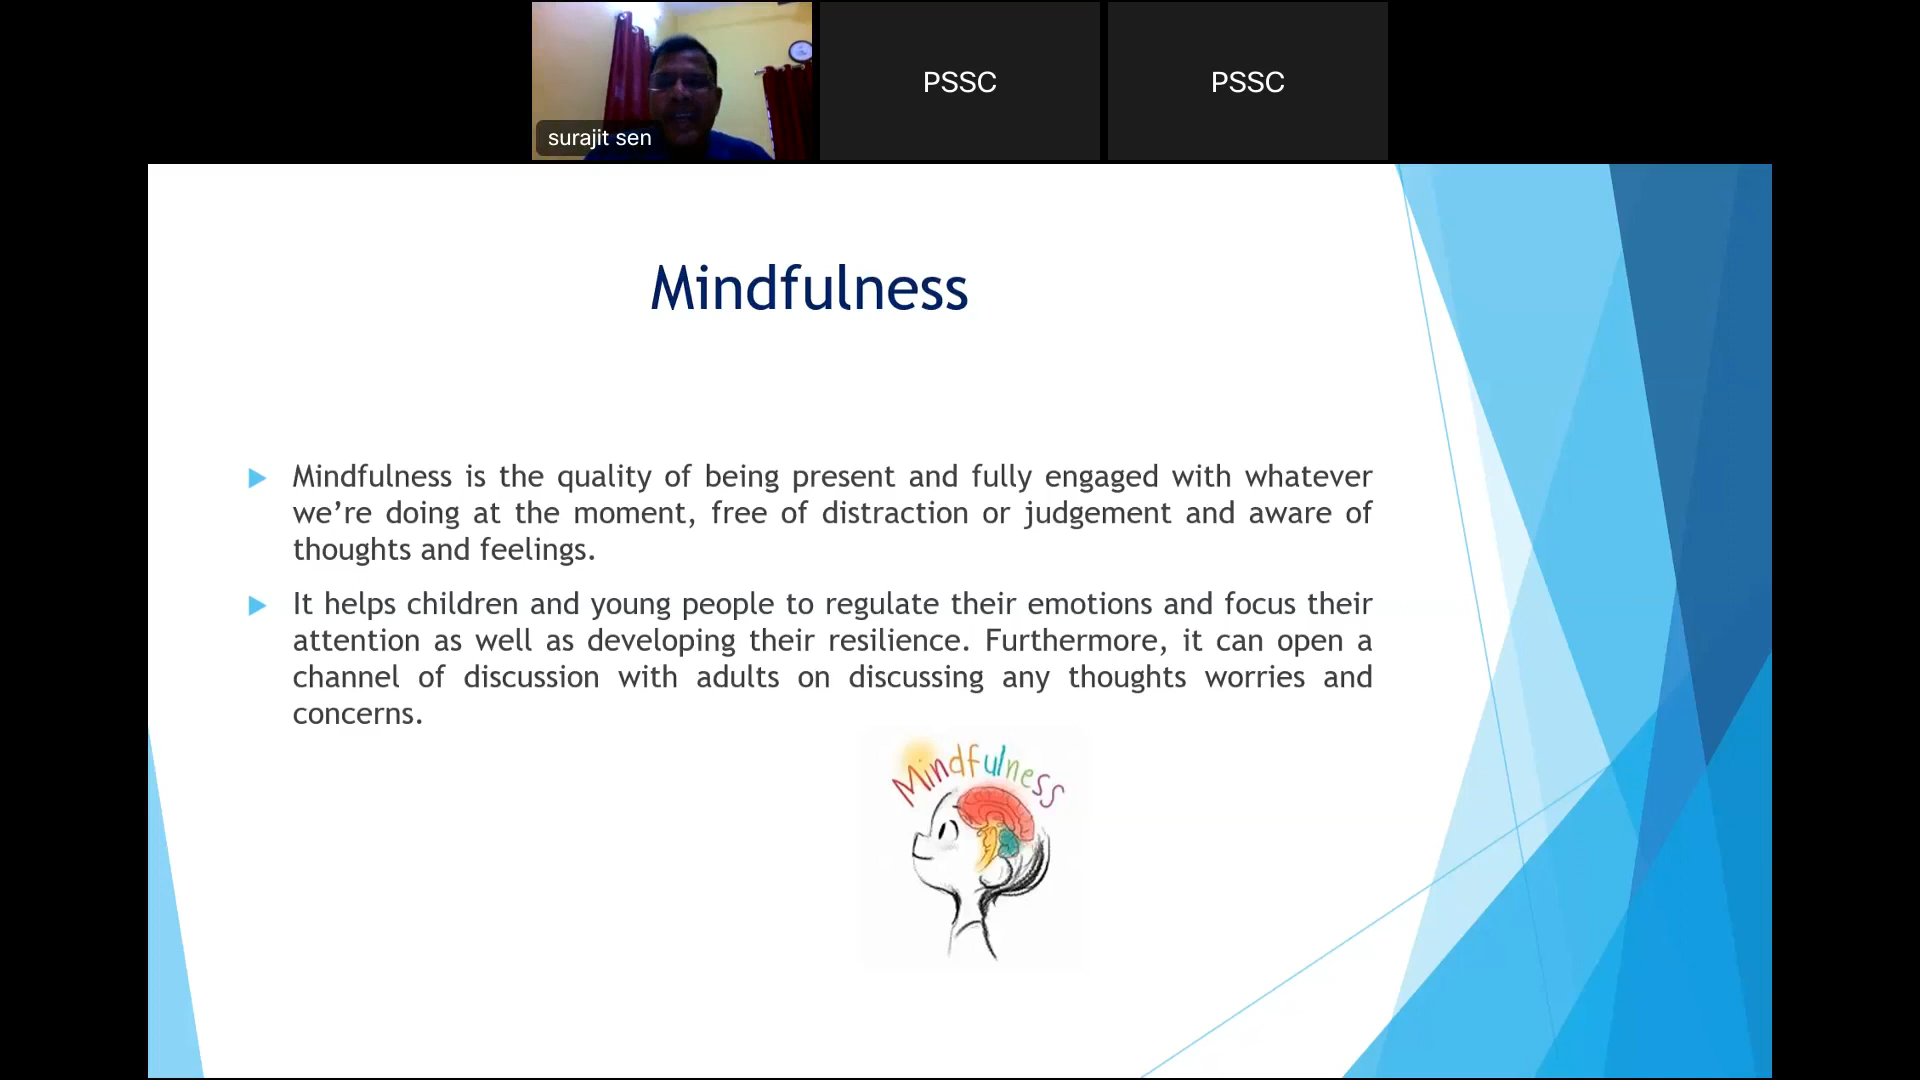 surajit sen
PSSC
PSSC
Mindfulness
Mindfulness is the quality of being present and fully engaged with whatever
we’re doing at the moment, free of distraction or judgement and aware of
thoughts and feelings.
It helps children and young people to regulate their emotions and focus their
attention as well as developing their resilience. Furthermore, it can open a
channel of discussion with adults on discussing any thoughts worries and
concerns.
Mindfulness